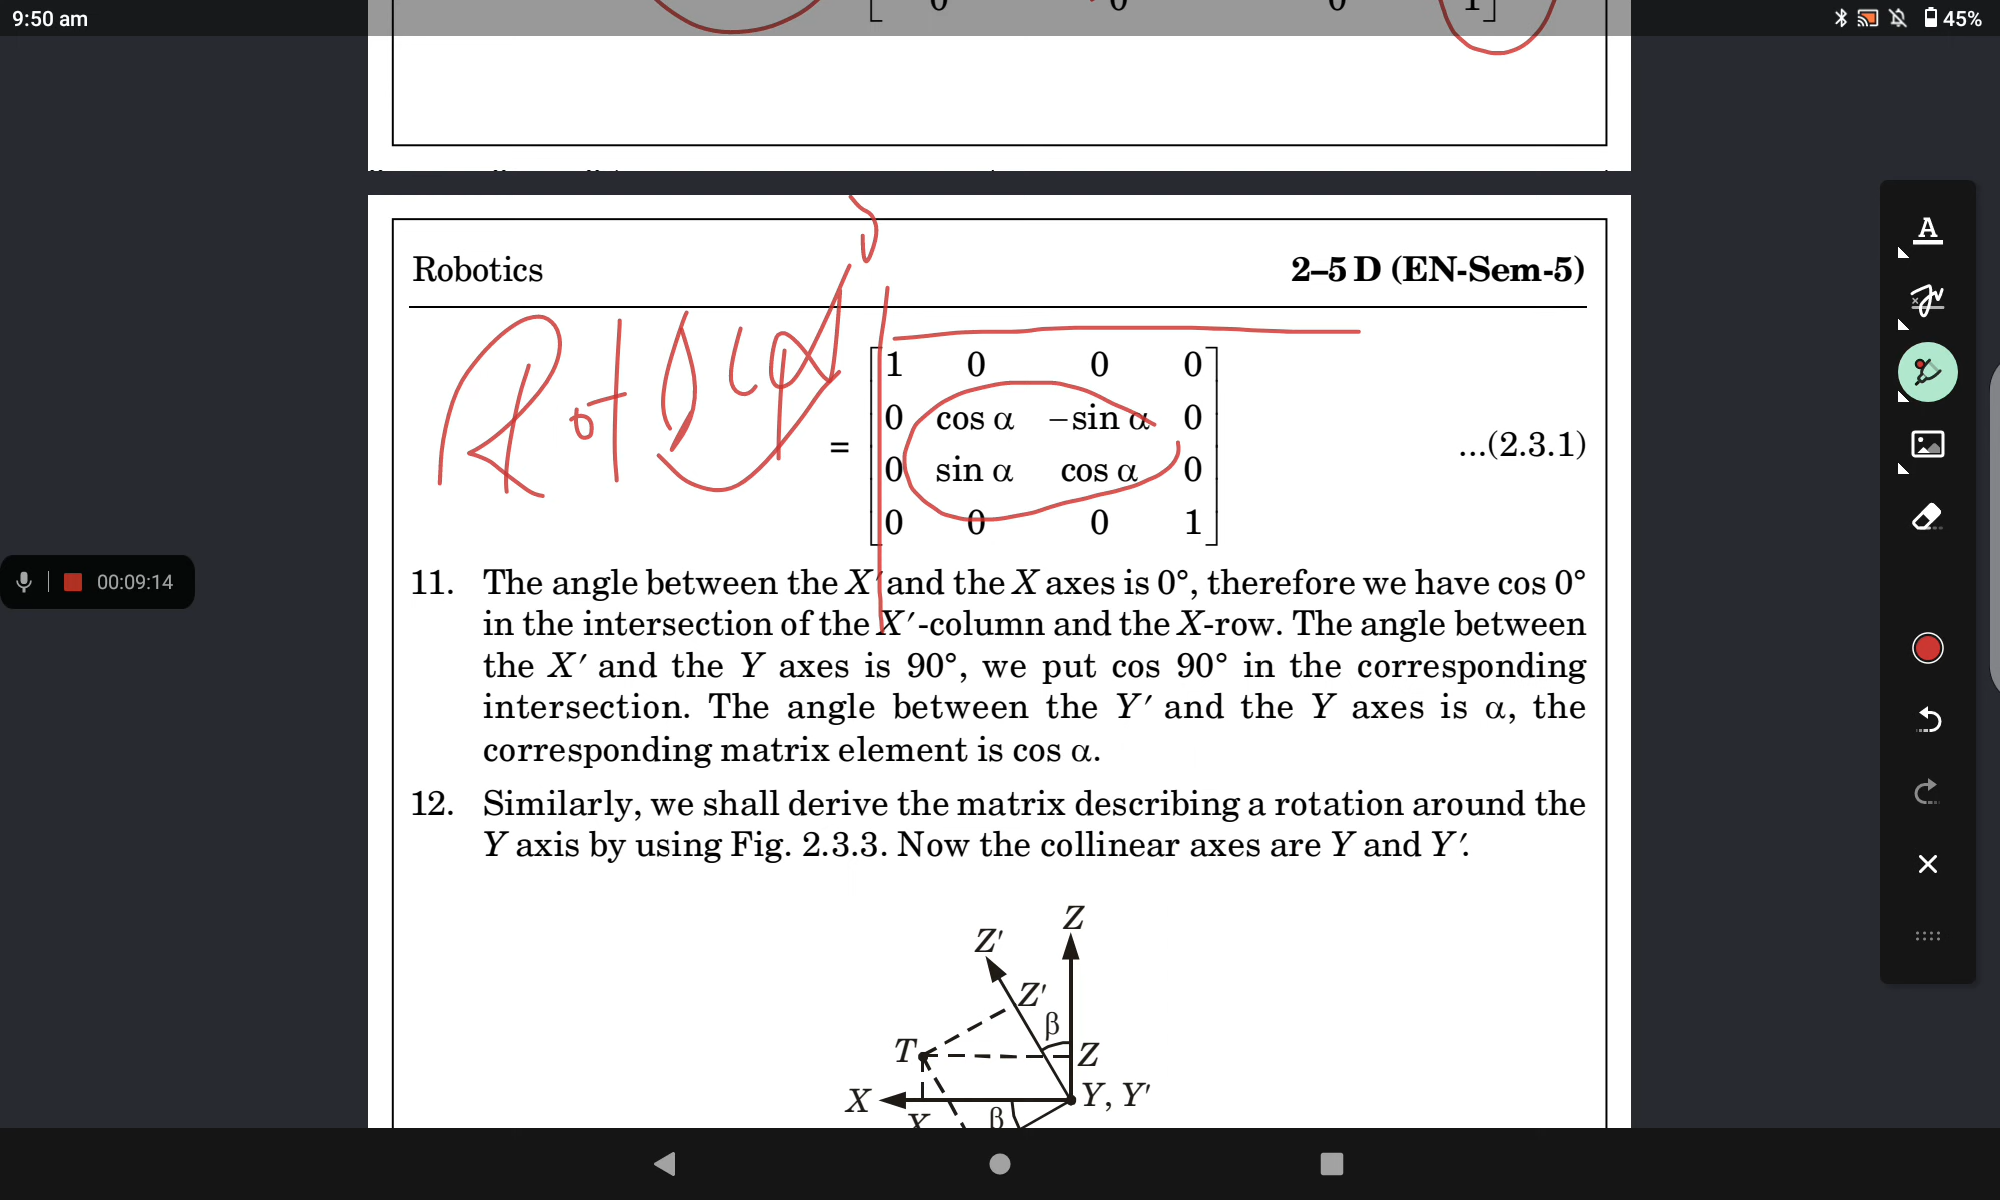 9:50 am
45%
0 0 0 1
Robotics 2–5 D (EN-Sem-5)
Rot
1 0 0 0
0 cos α –sin α 0
=
...(2.3.1)
0 sin α cos α 0
0 0 0 1
00:09:14
11. The angle between the X′ and the X axes is 0°, therefore we have cos 0°
in the intersection of the X′-column and the X-row. The angle between
the X′ and the Y axes is 90°, we put cos 90° in the corresponding
intersection. The angle between the Y′ and the Y axes is α, the
corresponding matrix element is cos α.
12. Similarly, we shall derive the matrix describing a rotation around the
Y axis by using Fig. 2.3.3. Now the collinear axes are Y and Y′.
Z
Z′
Z′
β
T
Z
X
Y, Y′
X
β
A